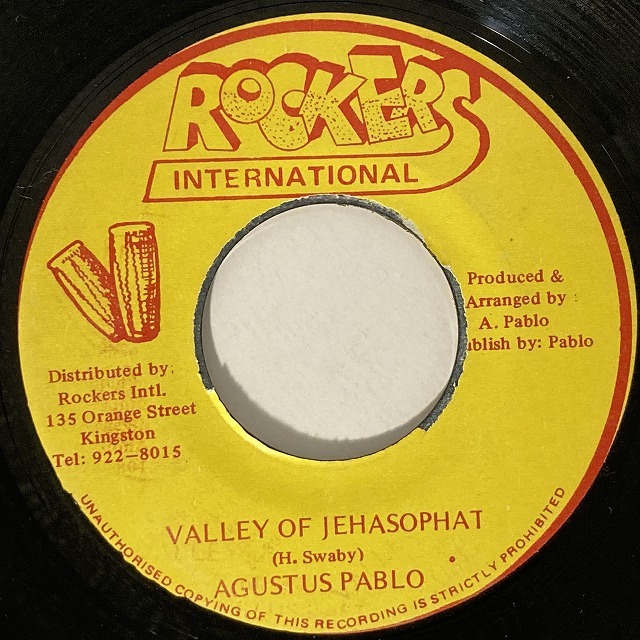 ROCKERS
INTERNATIONAL
Produced &
Arranged by
A. Pablo
ublish by: Pablo
Distributed by
Rockers Intl.
135 Orange Street
Kingston
Tel: 922-8015
VALLEY OF JEHASOPHAT
(H. Swaby)
AGUSTUS PABLO
UNAUTHORISED COPYING OF THIS RECORDING IS STRICTLY PROHIBITED